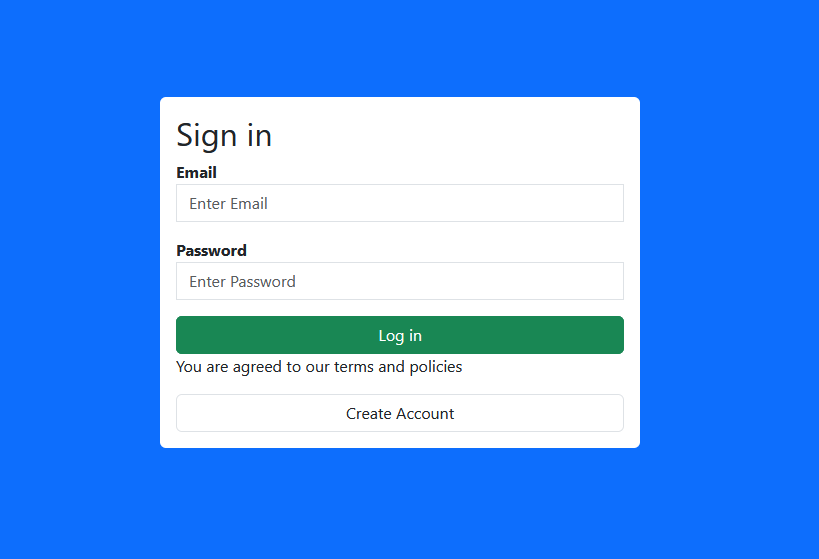 Sign in
Email
Enter Email
Password
Enter Password
Log in
You are agreed to our terms and policies
Create Account